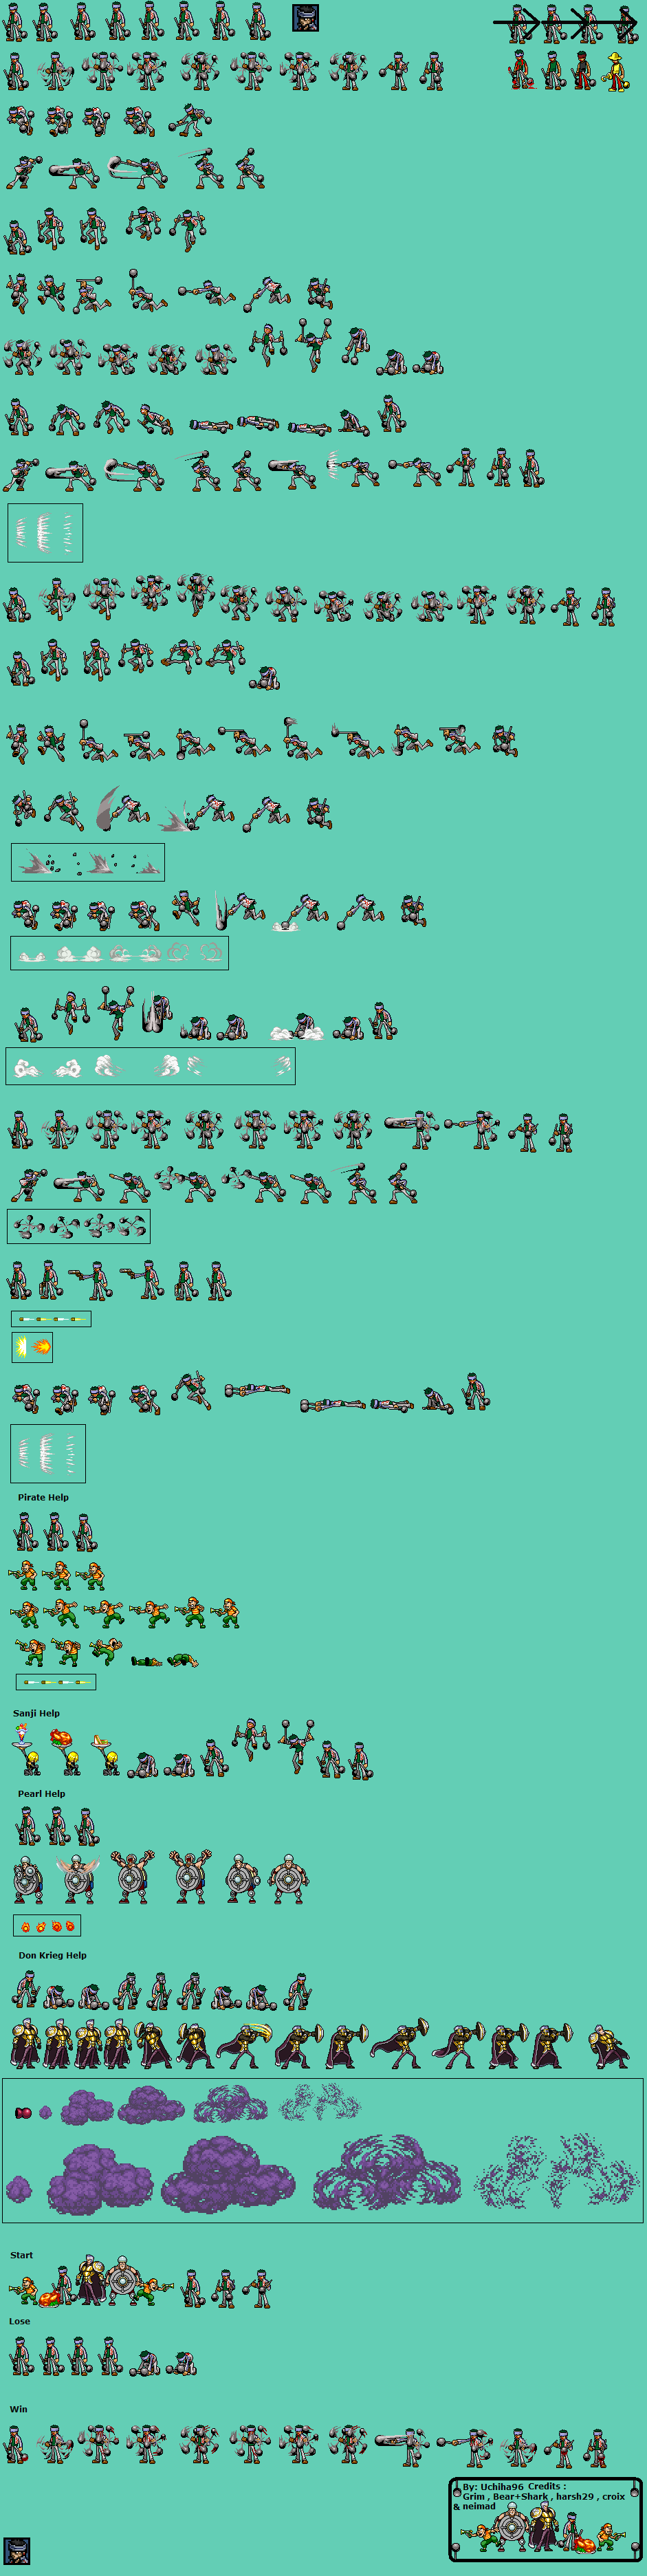 Pirate Help
Sanji Help
Pearl Help
Don Krieg Help
Start
Lose
Win
By: Uchiha96 Credits :
Grim , Bear+Shark , harsh29 , croix
& neimad